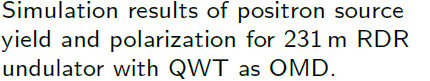 Simulation results of positron source
yield and polarization for 231 m RDR
undulator with QWT as OMD.